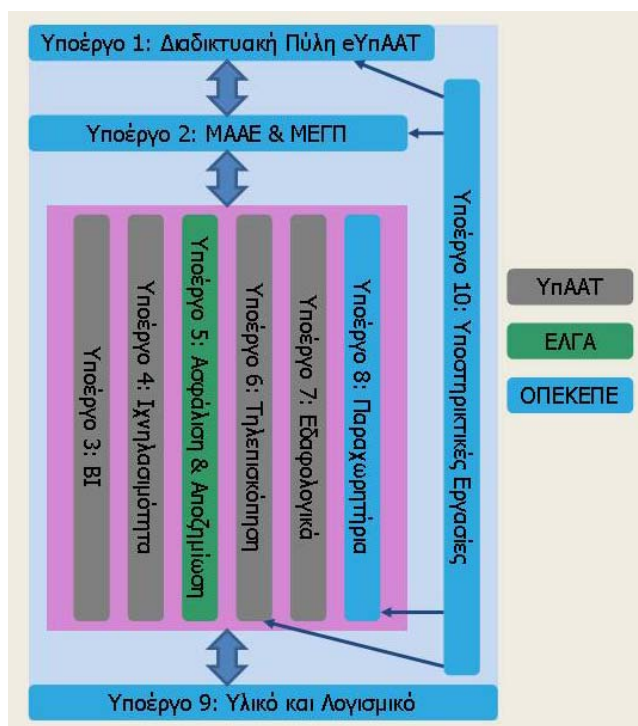 Υποέργο 1: Διαδικτυακή Πύλη eΥπΑΑΤ
Υποέργο 2: ΜΑΑΕ & ΜΕΓΠ
Υποέργο 3: BI
Υποέργο 4: Ιχνηλασιμότητα
Υποέργο 5: Ασφάλιση & Αποζημίωση
Υποέργο 6: Τηλεπισκόπηση
Υποέργο 7: Εδαφολογικά
Υποέργο 8: Παραχωρητήρια
Υποέργο 10: Υποστηρικτικές Εργασίες
ΥπΑΑΤ
ΕΛΓΑ
ΟΠΕΚΕΠΕ
Υποέργο 9: Υλικό και Λογισμικό